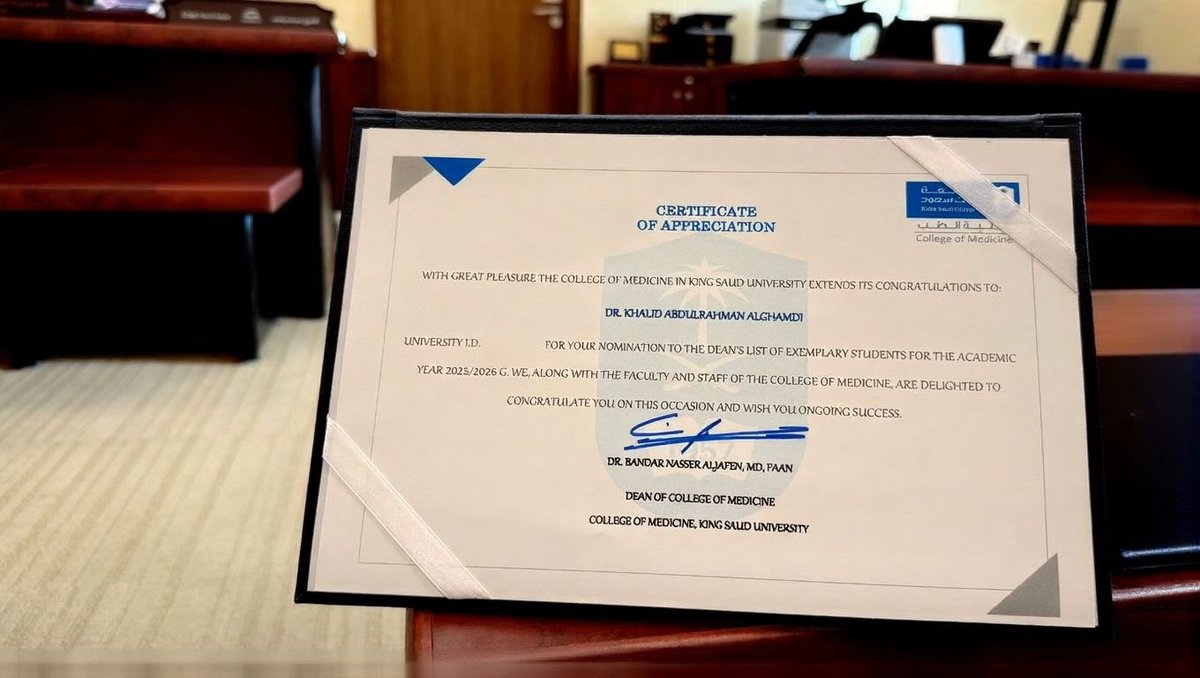 CERTIFICATE
OF APPRECIATION
College of Medicine
WITH GREAT PLEASURE THE COLLEGE OF MEDICINE IN KING SAUD UNIVERSITY EXTENDS ITS CONGRATULATIONS TO:
DR. KHALID ABDULRAHMAN ALGHAMDI
UNIVERSITY I.D. FOR YOUR NOMINATION TO THE DEAN'S LIST OF EXEMPLARY STUDENTS FOR THE ACADEMIC
YEAR 2025/2026 G. WE, ALONG WITH THE FACULTY AND STAFF OF THE COLLEGE OF MEDICINE, ARE DELIGHTED TO
CONGRATULATE YOU ON THIS OCCASION AND WISH YOU ONGOING SUCCESS.
DR. BANDAR NASSER ALJAFEN, MD, FAAN
DEAN OF COLLEGE OF MEDICINE
COLLEGE OF MEDICINE, KING SAUD UNIVERSITY